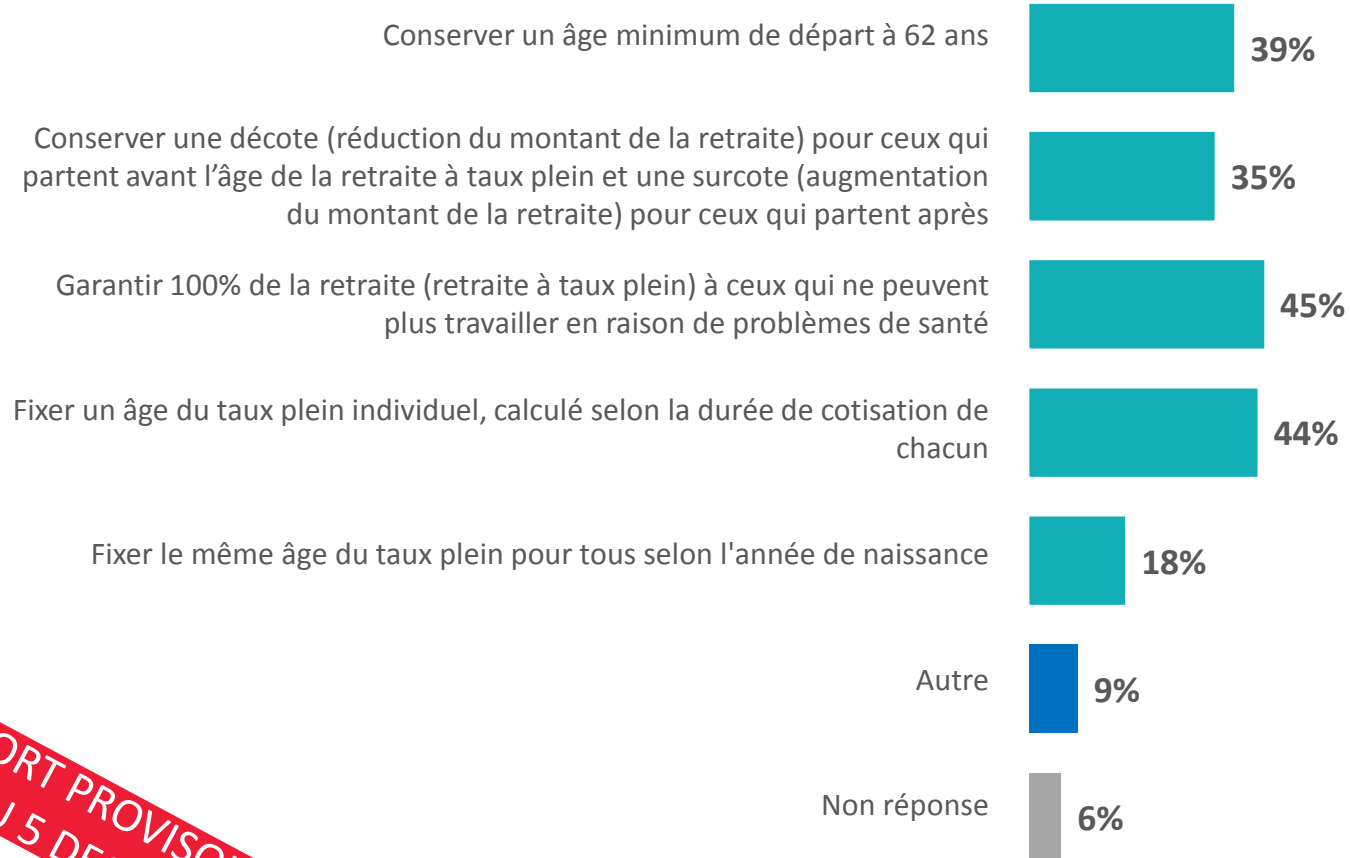 Conserver un âge minimum de départ à 62 ans
39%
Conserver une décote (réduction du montant de la retraite) pour ceux qui
partent avant l’âge de la retraite à taux plein et une surcote (augmentation
du montant de la retraite) pour ceux qui partent après
35%
Garantir 100% de la retraite (retraite à taux plein) à ceux qui ne peuvent
plus travailler en raison de problèmes de santé
45%
Fixer un âge du taux plein individuel, calculé selon la durée de cotisation de
chacun
44%
Fixer le même âge du taux plein pour tous selon l'année de naissance
18%
Autre
9%
Non réponse
6%
5